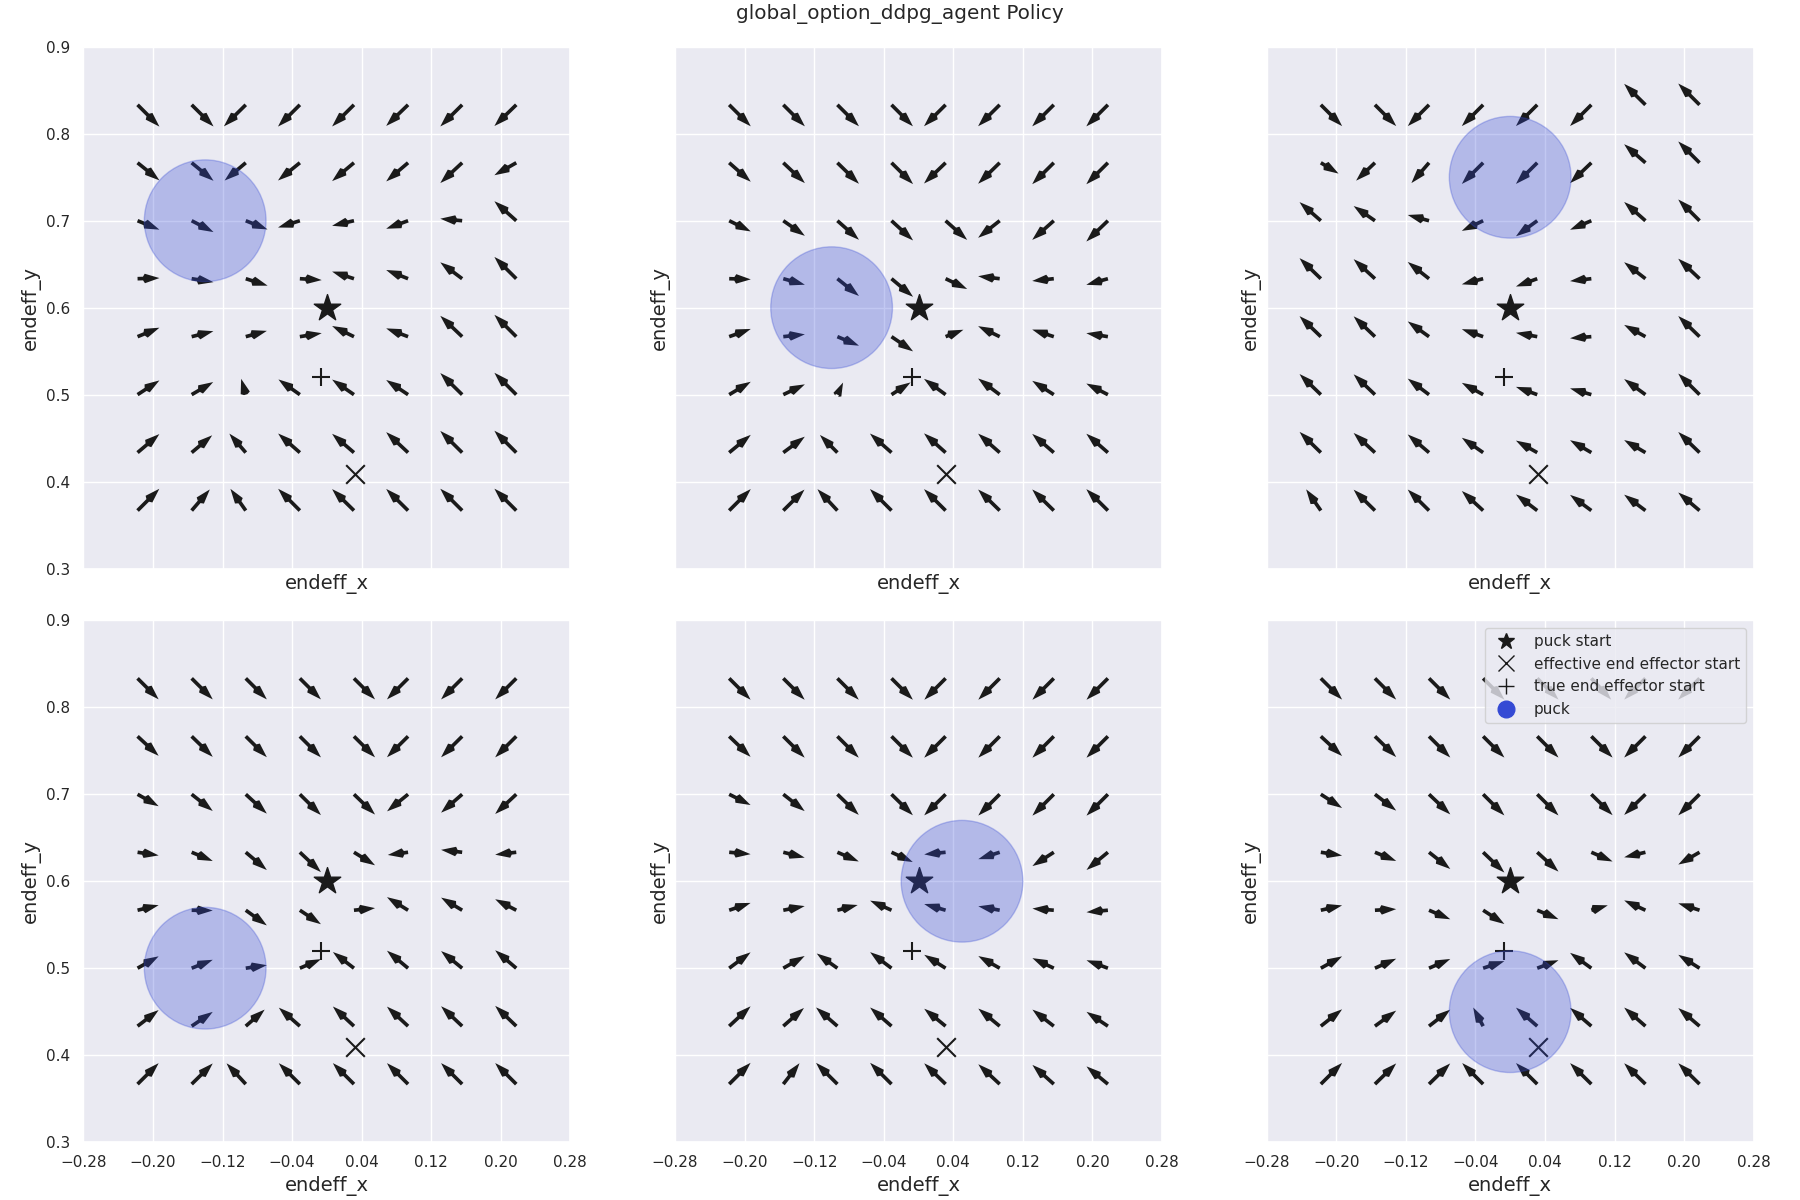 global_option_ddpg_agent Policy
0.9
0.8
0.7
0.6
0.5
0.4
0.3
endeff_y
endeff_y
endeff_y
endeff_x
endeff_x
endeff_x
0.9
0.8
0.7
0.6
0.5
0.4
0.3
endeff_y
endeff_y
endeff_y
puck start
effective end effector start
true end effector start
puck
−0.28 −0.20 −0.12 −0.04 0.04 0.12 0.20 0.28
−0.28 −0.20 −0.12 −0.04 0.04 0.12 0.20 0.28
−0.28 −0.20 −0.12 −0.04 0.04 0.12 0.20 0.28
endeff_x
endeff_x
endeff_x